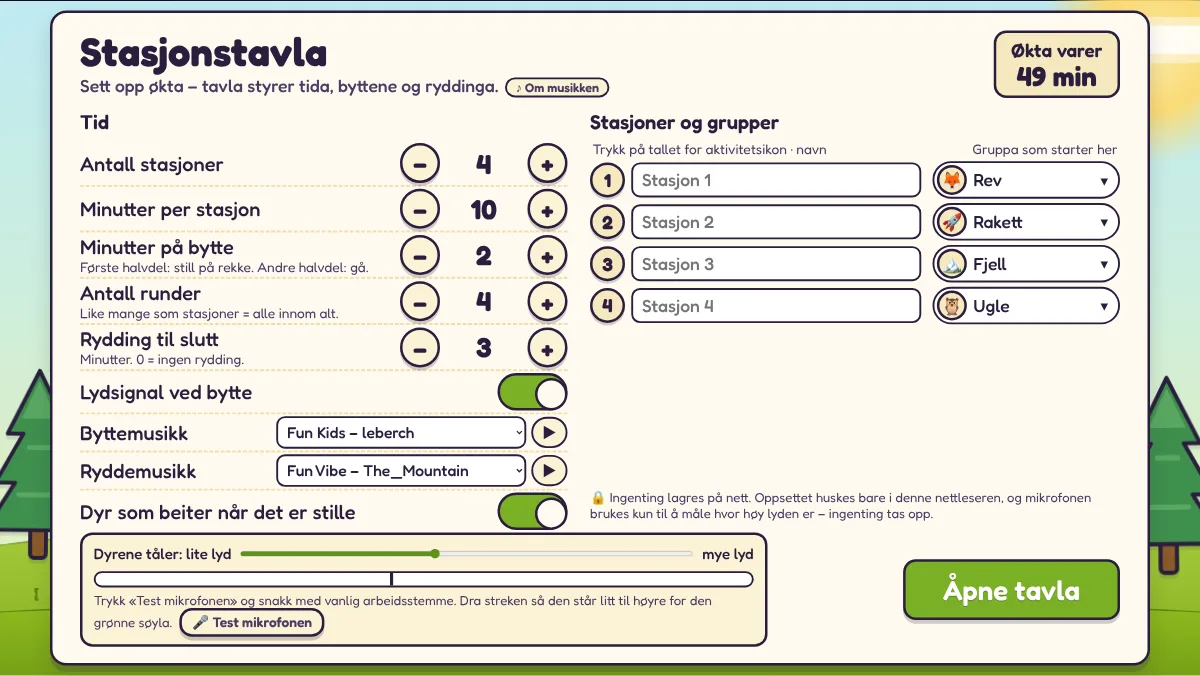 Stasjonstavla
Sett opp økta – tavla styrer tida, byttene og ryddinga.
♪ Om musikken
Økta varer
49 min
Tid
Antall stasjoner
– 4 +
Minutter per stasjon
– 10 +
Minutter på bytte
Første halvdel: still på rekke. Andre halvdel: gå.
– 2 +
Antall runder
Like mange som stasjoner = alle innom alt.
– 4 +
Rydding til slutt
Minutter. 0 = ingen rydding.
– 3 +
Lydsignal ved bytte
Byttemusikk
Fun Kids – leberch
Ryddemusikk
Fun Vibe – The_Mountain
Dyr som beiter når det er stille
Dyrene tåler: lite lyd
mye lyd
Trykk «Test mikrofonen» og snakk med vanlig arbeidsstemme. Dra streken så den står litt til høyre for den
grønne søyla.
🎤 Test mikrofonen
Stasjoner og grupper
Trykk på tallet for aktivitetsikon · navn
Gruppa som starter her
1 Stasjon 1 Rev
2 Stasjon 2 Rakett
3 Stasjon 3 Fjell
4 Stasjon 4 Ugle
🔒 Ingenting lagres på nett. Oppsettet huskes bare i denne nettleseren, og mikrofonen
brukes kun til å måle hvor høy lyden er – ingenting tas opp.
Åpne tavla